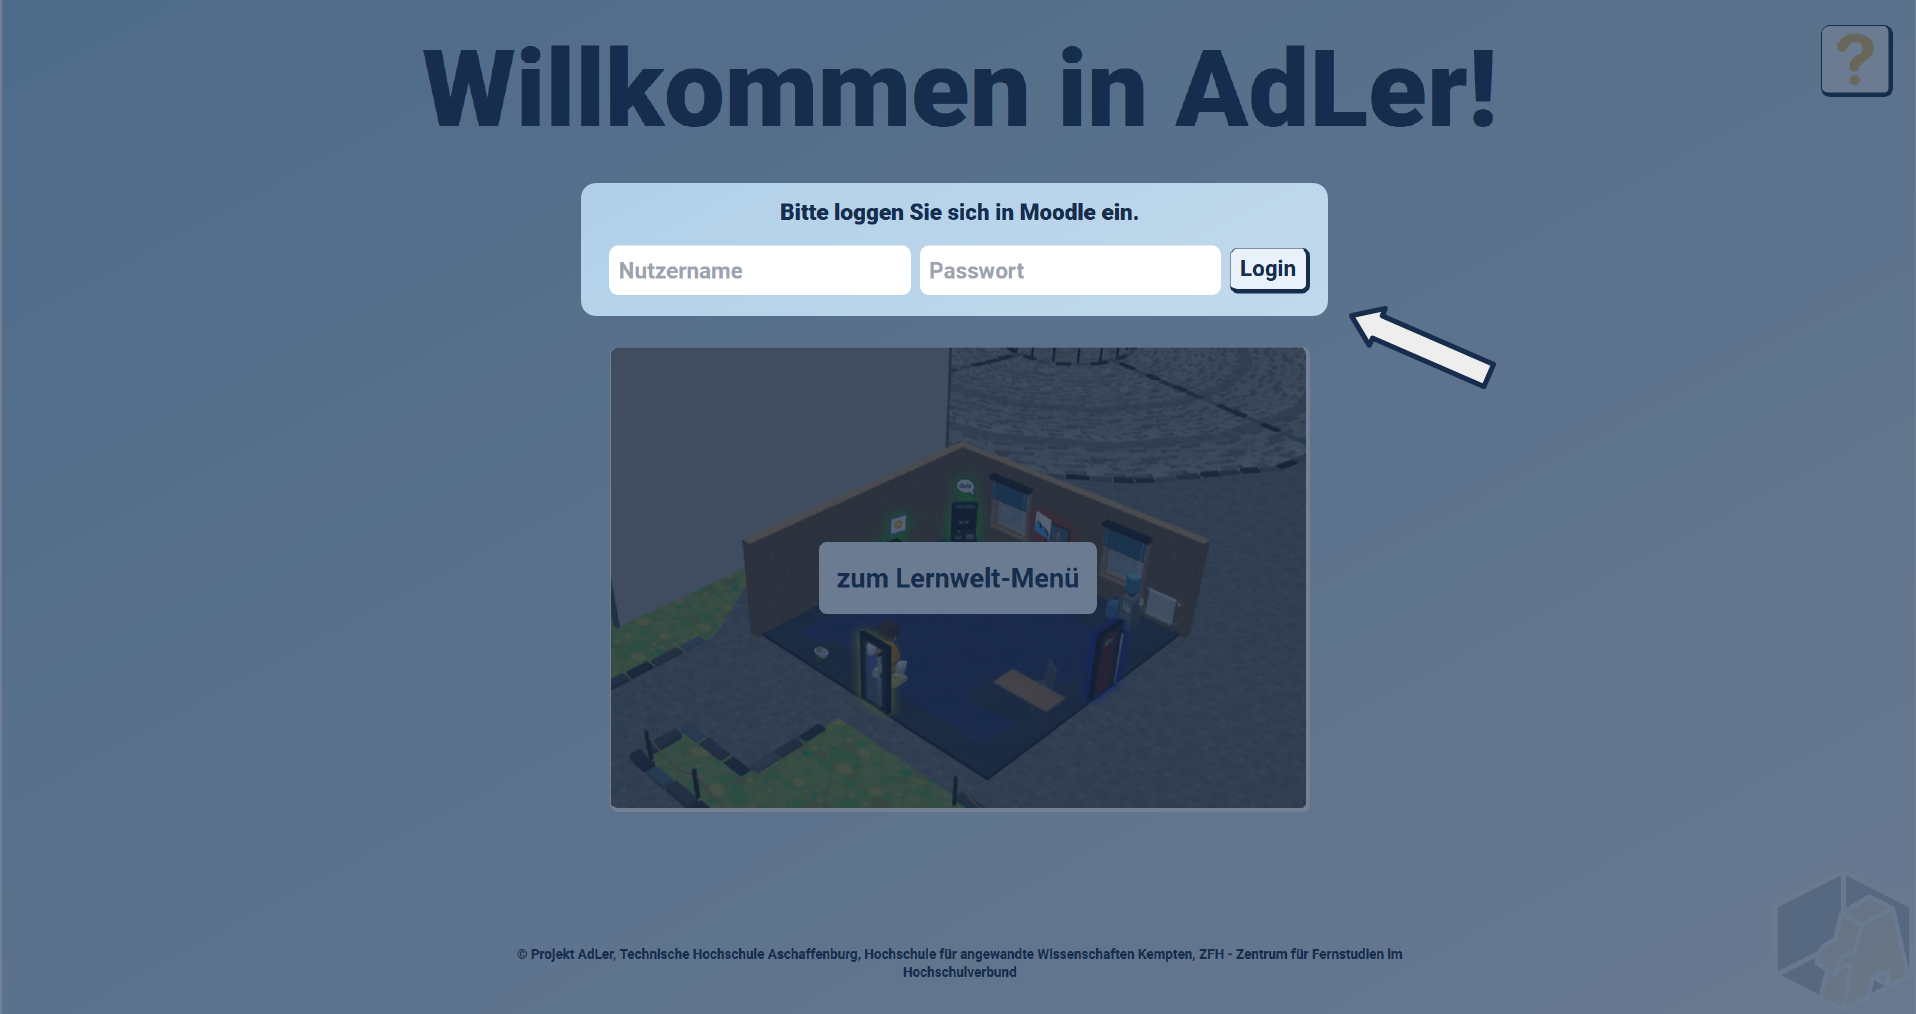 Willkommen in AdLer!
?
Bitte loggen Sie sich in Moodle ein.
Nutzername
Passwort
Login
zum Lernwelt-Menü
© Projekt AdLer, Technische Hochschule Aschaffenburg, Hochschule für angewandte Wissenschaften Kempten, ZFH - Zentrum für Fernstudien im
Hochschulverbund